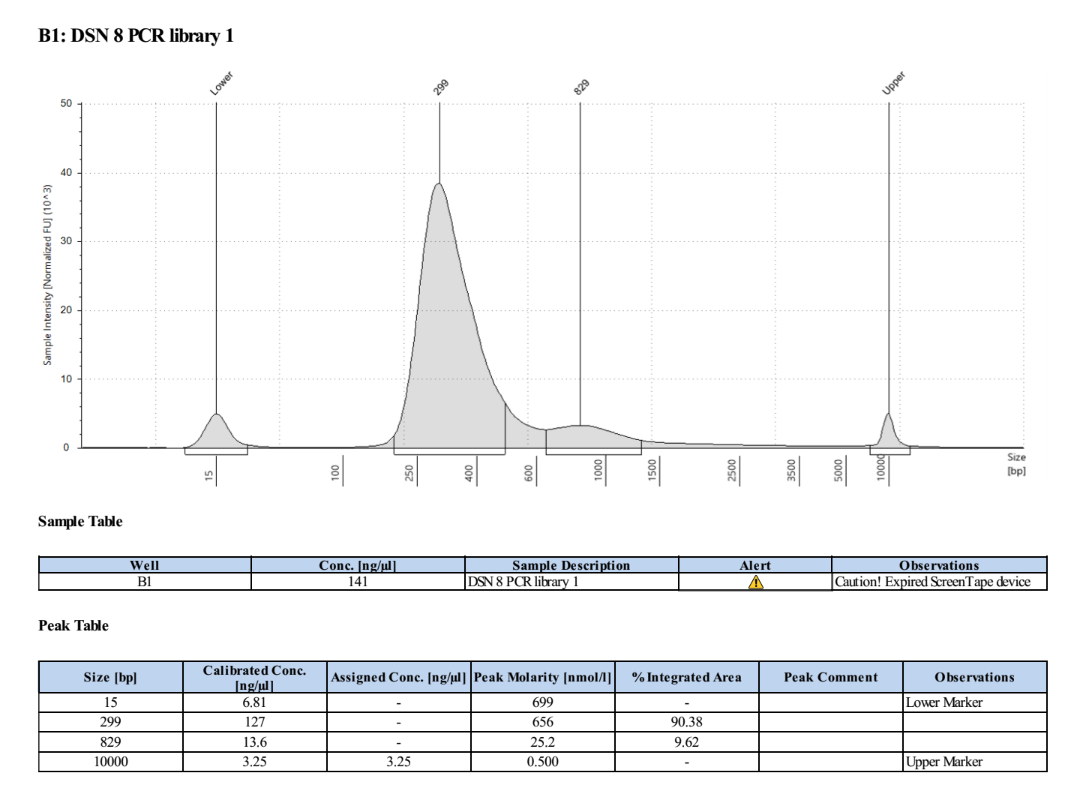 B1: DSN 8 PCR library 1
Lower
299
829
Upper
Sample Intensity [Normalized FU] (10^3)
50
40
30
20
10
0
15
100
250
400
600
1000
1500
2500
3500
5000
10000
Size
[bp]
Sample Table
Well Conc. [ng/µl] Sample Description Alert Observations
B1 141 DSN 8 PCR library 1 Caution! Expired ScreenTape device
Peak Table
Size [bp] Calibrated Conc. [ng/µl] Assigned Conc. [ng/µl] Peak Molarity [nmol/l] % Integrated Area Peak Comment Observations
15 6.81 - 699 - Lower Marker
299 127 - 656 90.38
829 13.6 - 25.2 9.62
10000 3.25 3.25 0.500 - Upper Marker